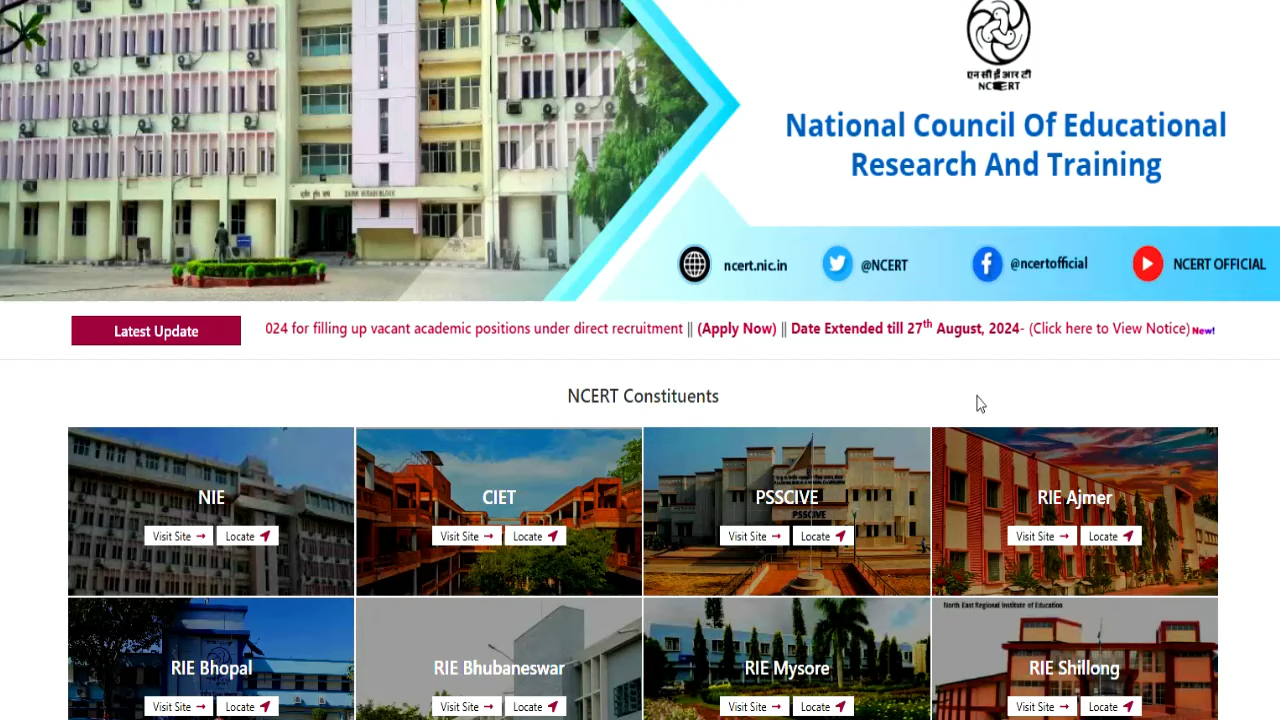 एन सी ई आर टी
NCERT
National Council Of Educational
Research And Training
ncert.nic.in
@NCERT
@ncertofficial
NCERT OFFICIAL
Latest Update
024 for filling up vacant academic positions under direct recruitment || (Apply Now) || Date Extended till 27th August, 2024- (Click here to View Notice) New!
NCERT Constituents
NIE
CIET
PSSCIVE
RIE Ajmer
PSSCIVE
Visit Site Locate
Visit Site Locate
Visit Site Locate
Visit Site Locate
North East Regional Institute of Education
RIE Bhopal
RIE Bhubaneswar
RIE Mysore
RIE Shillong
Visit Site Locate
Visit Site Locate
Visit Site Locate
Visit Site Locate